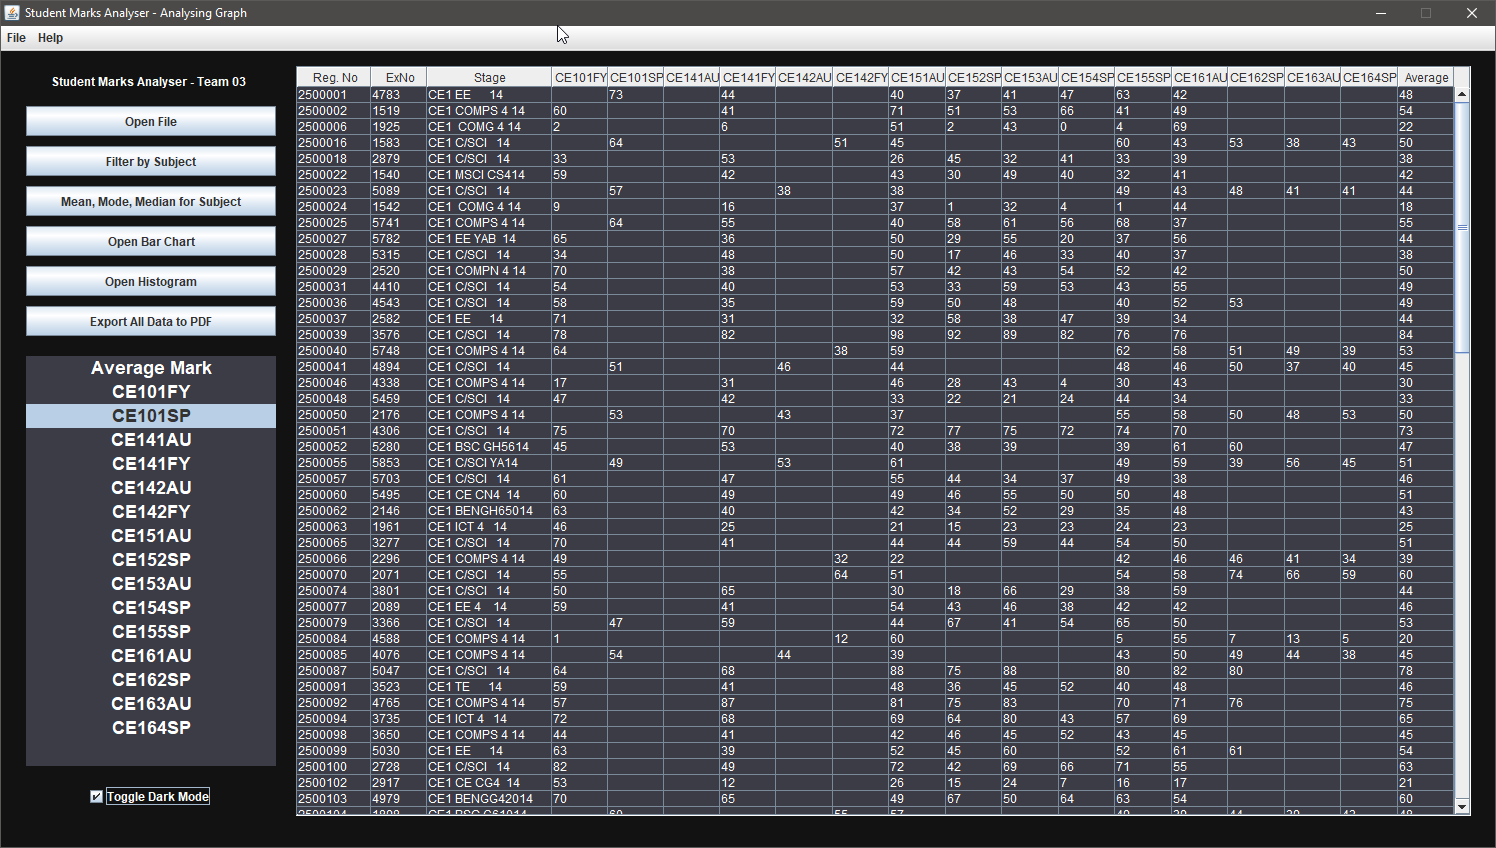 Student Marks Analyser - Analysing Graph
File Help
Student Marks Analyser - Team 03
Open File
Filter by Subject
Mean, Mode, Median for Subject
Open Bar Chart
Open Histogram
Export All Data to PDF
Average Mark
CE101FY
CE101SP
CE141AU
CE141FY
CE142AU
CE142FY
CE151AU
CE152SP
CE153AU
CE154SP
CE155SP
CE161AU
CE162SP
CE163AU
CE164SP
Toggle Dark Mode
Reg. No ExNo Stage CE101FY CE101SP CE141AU CE141FY CE142AU CE142FY CE151AU CE152SP CE153AU CE154SP CE155SP CE161AU CE162SP CE163AU CE164SP Average
2500001 4783 CE1 EE 14 73 44 40 37 41 47 63 42 48
2500002 1519 CE1 COMPS 4 14 60 41 71 51 53 66 41 49 54
2500006 1925 CE1 COMG 4 14 2 6 51 2 43 0 4 69 22
2500016 1583 CE1 C/SCI 14 64 51 45 60 43 53 38 43 50
2500018 2879 CE1 C/SCI 14 33 53 26 45 32 41 33 39 38
2500022 1540 CE1 MSCI CS414 59 42 43 30 49 40 32 41 42
2500023 5089 CE1 C/SCI 14 57 38 38 49 43 48 41 41 44
2500024 1542 CE1 COMG 4 14 9 16 37 1 32 4 1 44 18
2500025 5741 CE1 COMPS 4 14 64 55 40 58 61 56 68 37 55
2500027 5782 CE1 EE YAB 14 65 36 50 29 55 20 37 56 44
2500028 5315 CE1 C/SCI 14 34 48 50 17 46 33 40 37 38
2500029 2520 CE1 COMPN 4 14 70 38 57 42 43 54 52 42 50
2500031 4410 CE1 C/SCI 14 54 40 53 33 59 53 43 55 49
2500036 4543 CE1 C/SCI 14 58 35 59 50 48 40 52 53 49
2500037 2582 CE1 EE 14 71 31 32 58 38 47 39 34 44
2500039 3576 CE1 C/SCI 14 78 82 98 92 89 82 76 76 84
2500040 5748 CE1 COMPS 4 14 64 38 59 62 58 51 49 39 53
2500041 4894 CE1 C/SCI 14 51 46 44 48 46 50 37 40 45
2500046 4338 CE1 COMPS 4 14 17 31 46 28 43 4 30 43 30
2500048 5459 CE1 C/SCI 14 47 42 33 22 21 24 44 34 33
2500050 2176 CE1 COMPS 4 14 53 43 37 55 58 50 48 53 50
2500051 4306 CE1 C/SCI 14 75 70 72 77 75 72 74 70 73
2500052 5280 CE1 BSC GH5614 45 53 40 38 39 39 61 60 47
2500055 5853 CE1 C/SCI YA14 49 53 61 49 59 39 56 45 51
2500057 5703 CE1 C/SCI 14 61 47 55 44 34 37 49 38 46
2500060 5495 CE1 CE CN4 14 60 49 49 46 55 50 50 48 51
2500062 2146 CE1 BENGH65014 63 40 42 34 52 29 35 48 43
2500063 1961 CE1 ICT 4 14 46 25 21 15 23 23 24 23 25
2500065 3277 CE1 C/SCI 14 70 41 44 44 59 44 54 50 51
2500066 2296 CE1 COMPS 4 14 49 32 22 42 46 46 41 34 39
2500070 2071 CE1 C/SCI 14 55 64 51 54 58 74 66 59 60
2500074 3801 CE1 C/SCI 14 50 65 30 18 66 29 38 59 44
2500077 2089 CE1 EE 4 14 59 41 54 43 46 38 42 42 46
2500079 3366 CE1 C/SCI 14 47 59 44 67 41 54 65 50 53
2500084 4588 CE1 COMPS 4 14 1 12 60 5 55 7 13 5 20
2500085 4076 CE1 COMPS 4 14 54 44 39 43 50 49 44 38 45
2500087 5047 CE1 C/SCI 14 64 68 88 75 88 80 82 80 78
2500091 3523 CE1 TE 14 59 41 48 36 45 52 40 48 46
2500092 4765 CE1 COMPS 4 14 57 87 81 75 83 70 71 76 75
2500094 3735 CE1 ICT 4 14 72 68 69 64 80 43 57 69 65
2500098 3650 CE1 COMPS 4 14 44 41 42 46 45 52 43 45 45
2500099 5030 CE1 EE 14 63 39 52 45 60 52 61 61 54
2500100 2728 CE1 C/SCI 14 82 49 72 42 69 66 71 55 63
2500102 2917 CE1 CE CG4 14 53 12 26 15 24 7 16 17 21
2500103 4979 CE1 BENGG42014 70 65 49 67 50 64 63 54 60